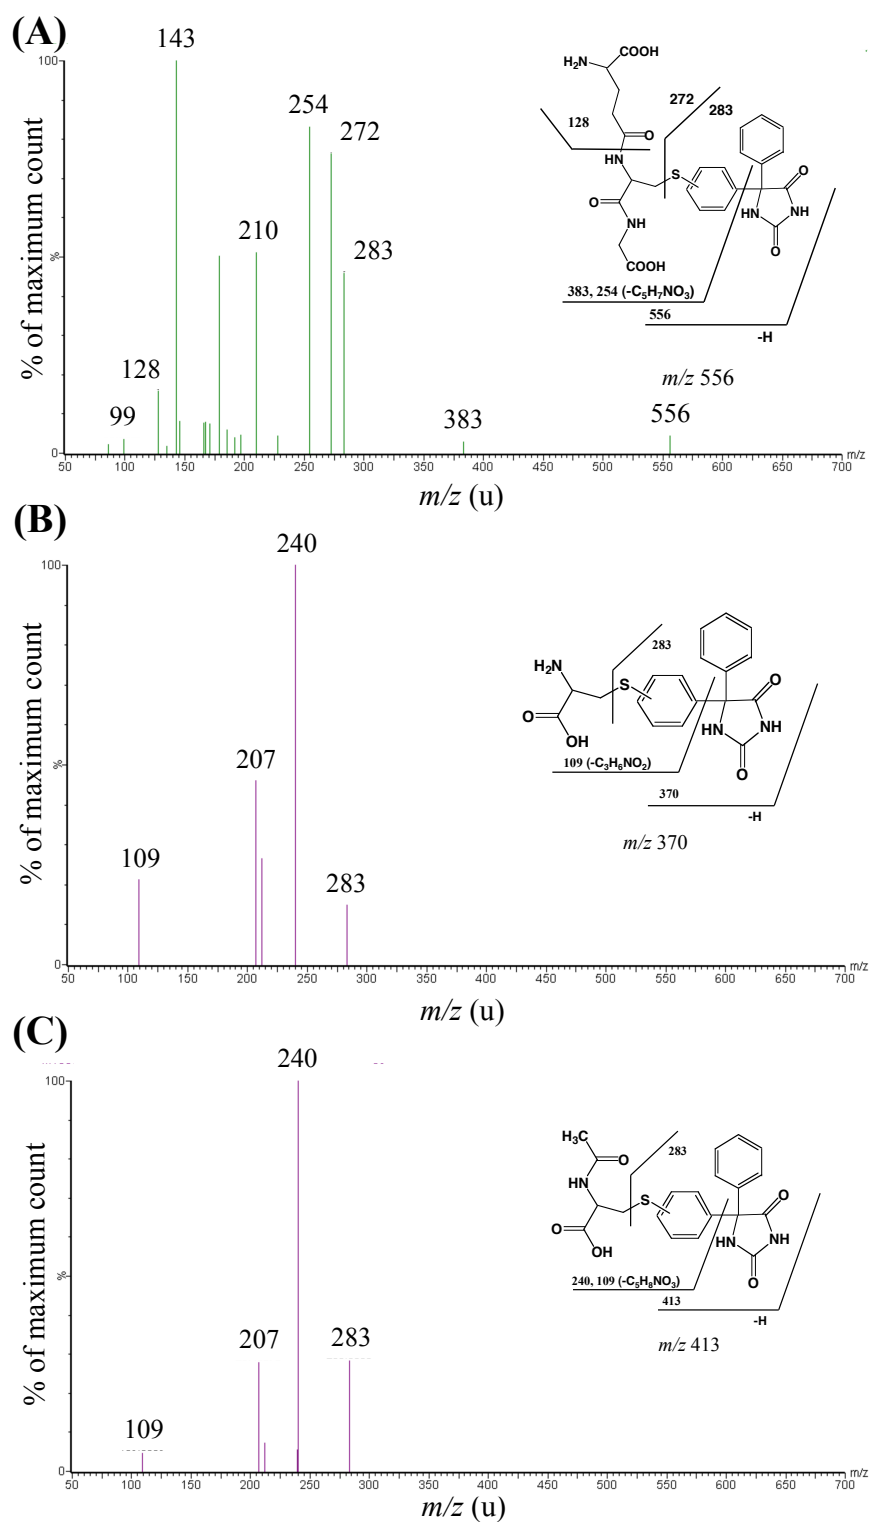 (A)
143
100
254
272
COOH
H₂N
272
283
128
O
HN
S
O
O
NH
HN
NH
O
COOH
383, 254 (-C₅H₇NO₃)
556
-H
m/z 556
% of maximum count
%
210
283
128
99
383
556
0
50 100 150 200 250 300 350 400 450 500 550 600 650 700 m/z
m/z (u)
(B)
240
100
283
H₂N
S
O
O
OH
HN
NH
O
109 (-C₃H₆NO₂)
370
-H
m/z 370
% of maximum count
%
207
109
283
0
50 100 150 200 250 300 350 400 450 500 550 600 650 700 m/z
m/z (u)
(C)
240
100
H₃C
O
283
HN
S
O
O
OH
HN
NH
O
240, 109 (-C₅H₈NO₃)
413
-H
m/z 413
% of maximum count
%
207
283
109
0
50 100 150 200 250 300 350 400 450 500 550 600 650 700 m/z
m/z (u)